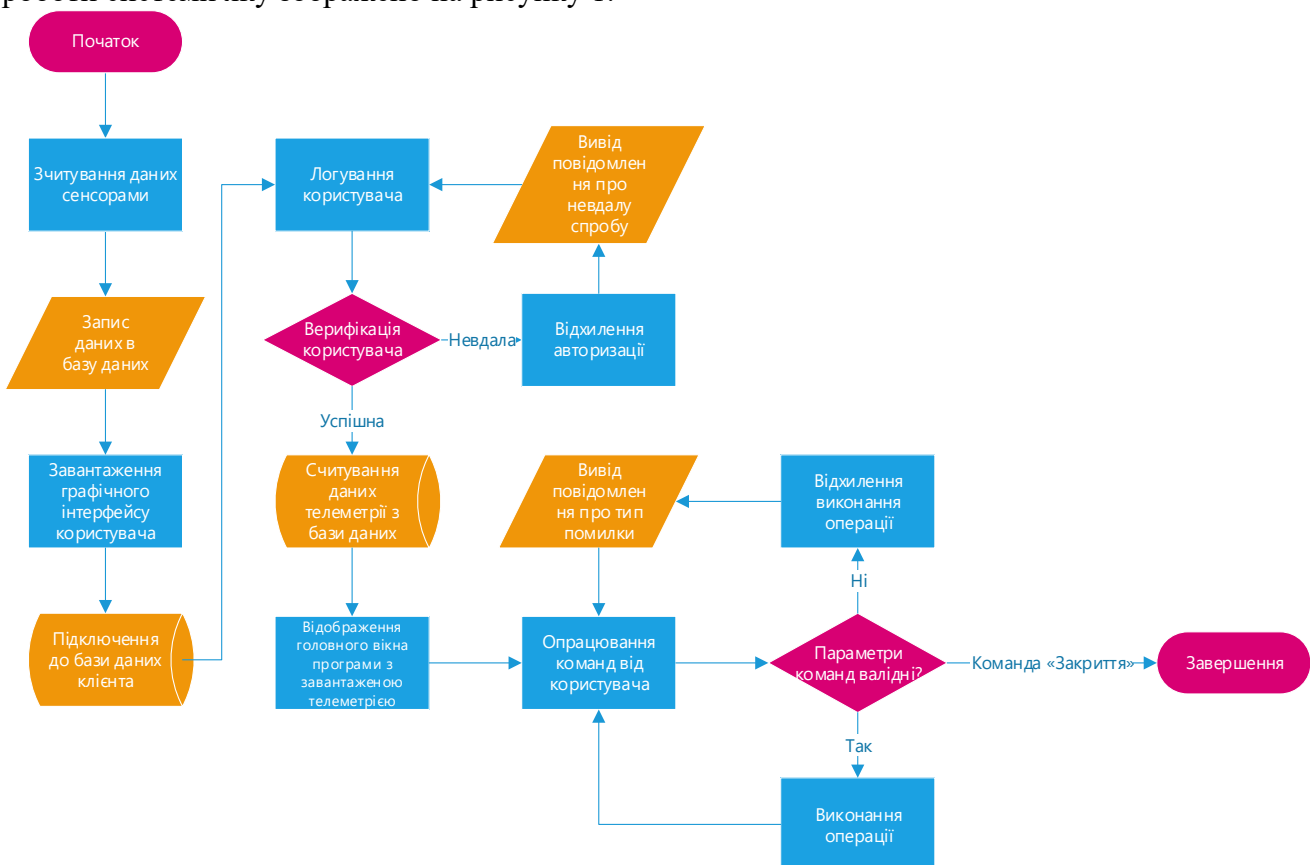 Початок
Зчитування даних
сенсорами
Запис
даних в
базу даних
Завантаження
графічного
інтерфейсу
користувача
Підключення
до бази даних
клієнта
Логування
користувача
Вивід
повідомлен
ня про
невдалу
спробу
Верифікація
користувача
Невдала
Відхилення
авторизації
Успішна
Считування
даних
телеметрії з
бази даних
Вивід
повідомлен
ня про тип
помилки
Відхилення
виконання
операції
Ні
Відображення
головного вікна
програми з
завантаженою
телеметрією
Опрацювання
команд від
користувача
Параметри
команд валідні?
Команда «Закриття»
Завершення
Так
Виконання
операції